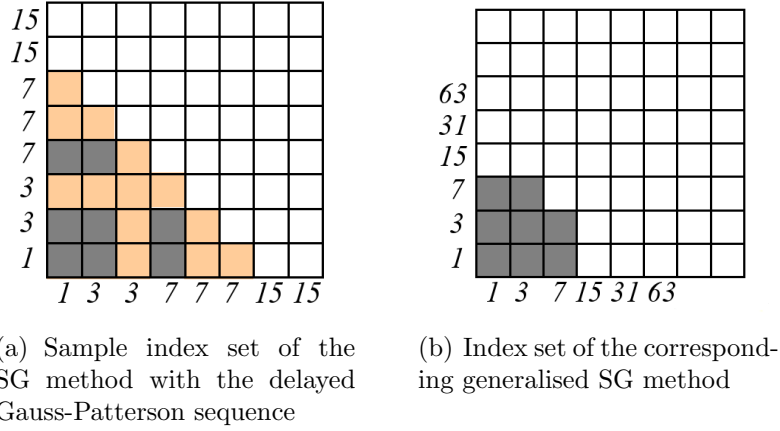 15
15
7
7
7
3
3
1
1 3 3 7 7 7 15 15
63
31
15
7
3
1
1 3 7 15 31 63
(a) Sample index set of the
SG method with the delayed
Gauss-Patterson sequence
(b) Index set of the correspond-
ing generalised SG method